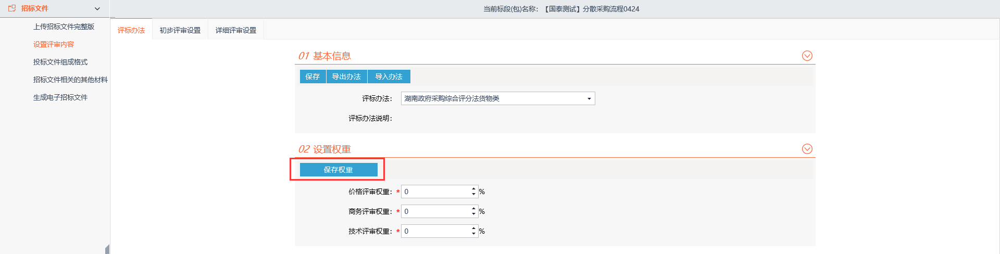 招标文件
当前标段(包)名称：【国泰测试】分散采购流程0424
上传招标文件完整版
设置评审内容
投标文件组成格式
招标文件相关的其他材料
生成电子招标文件
评标办法 初步评审设置 详细评审设置
01 基本信息
保存 导出办法 导入办法
评标办法： 湖南政府采购综合评分法货物类
评标办法说明：
02 设置权重
保存权重
价格评审权重：* 0 %
商务评审权重：* 0 %
技术评审权重：* 0 %